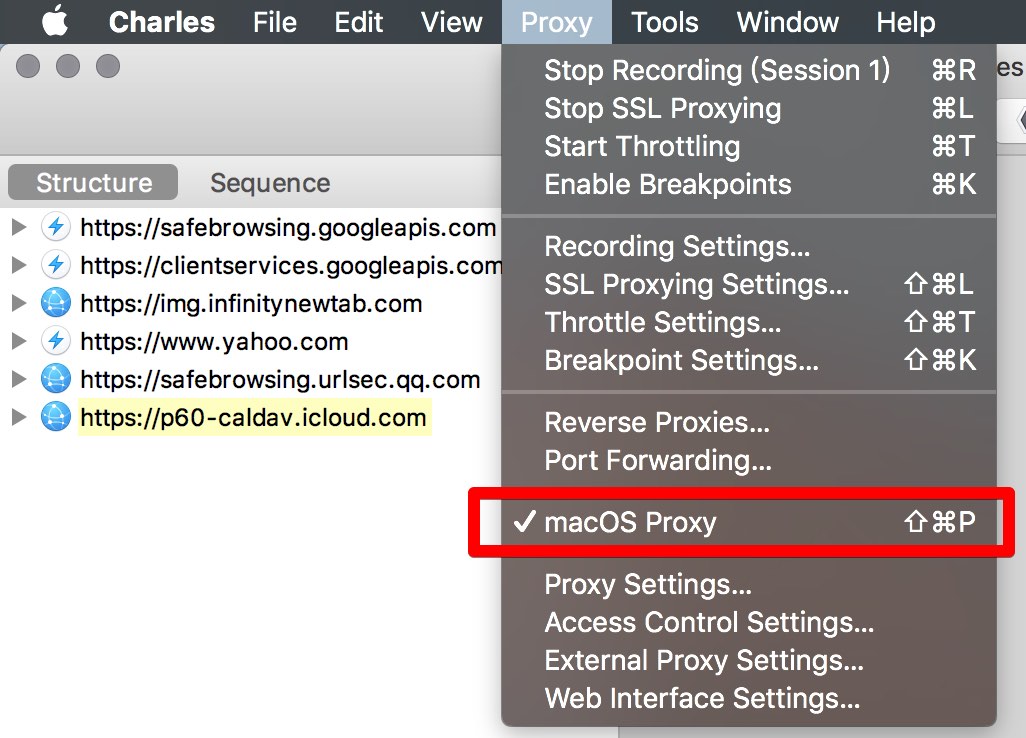 Charles File Edit View Proxy Tools Window Help
Stop Recording (Session 1) ⌘R
es
Stop SSL Proxying ⌘L
Start Throttling ⌘T
Enable Breakpoints ⌘K
Structure Sequence
https://safebrowsing.googleapis.com
https://clientservices.googleapis.com
https://img.infinitynewtab.com
https://www.yahoo.com
https://safebrowsing.urlsec.qq.com
https://p60-caldav.icloud.com
Recording Settings...
SSL Proxying Settings... ⇧⌘L
Throttle Settings... ⇧⌘T
Breakpoint Settings... ⇧⌘K
Reverse Proxies...
Port Forwarding...
✓ macOS Proxy ⇧⌘P
Proxy Settings...
Access Control Settings...
External Proxy Settings...
Web Interface Settings...